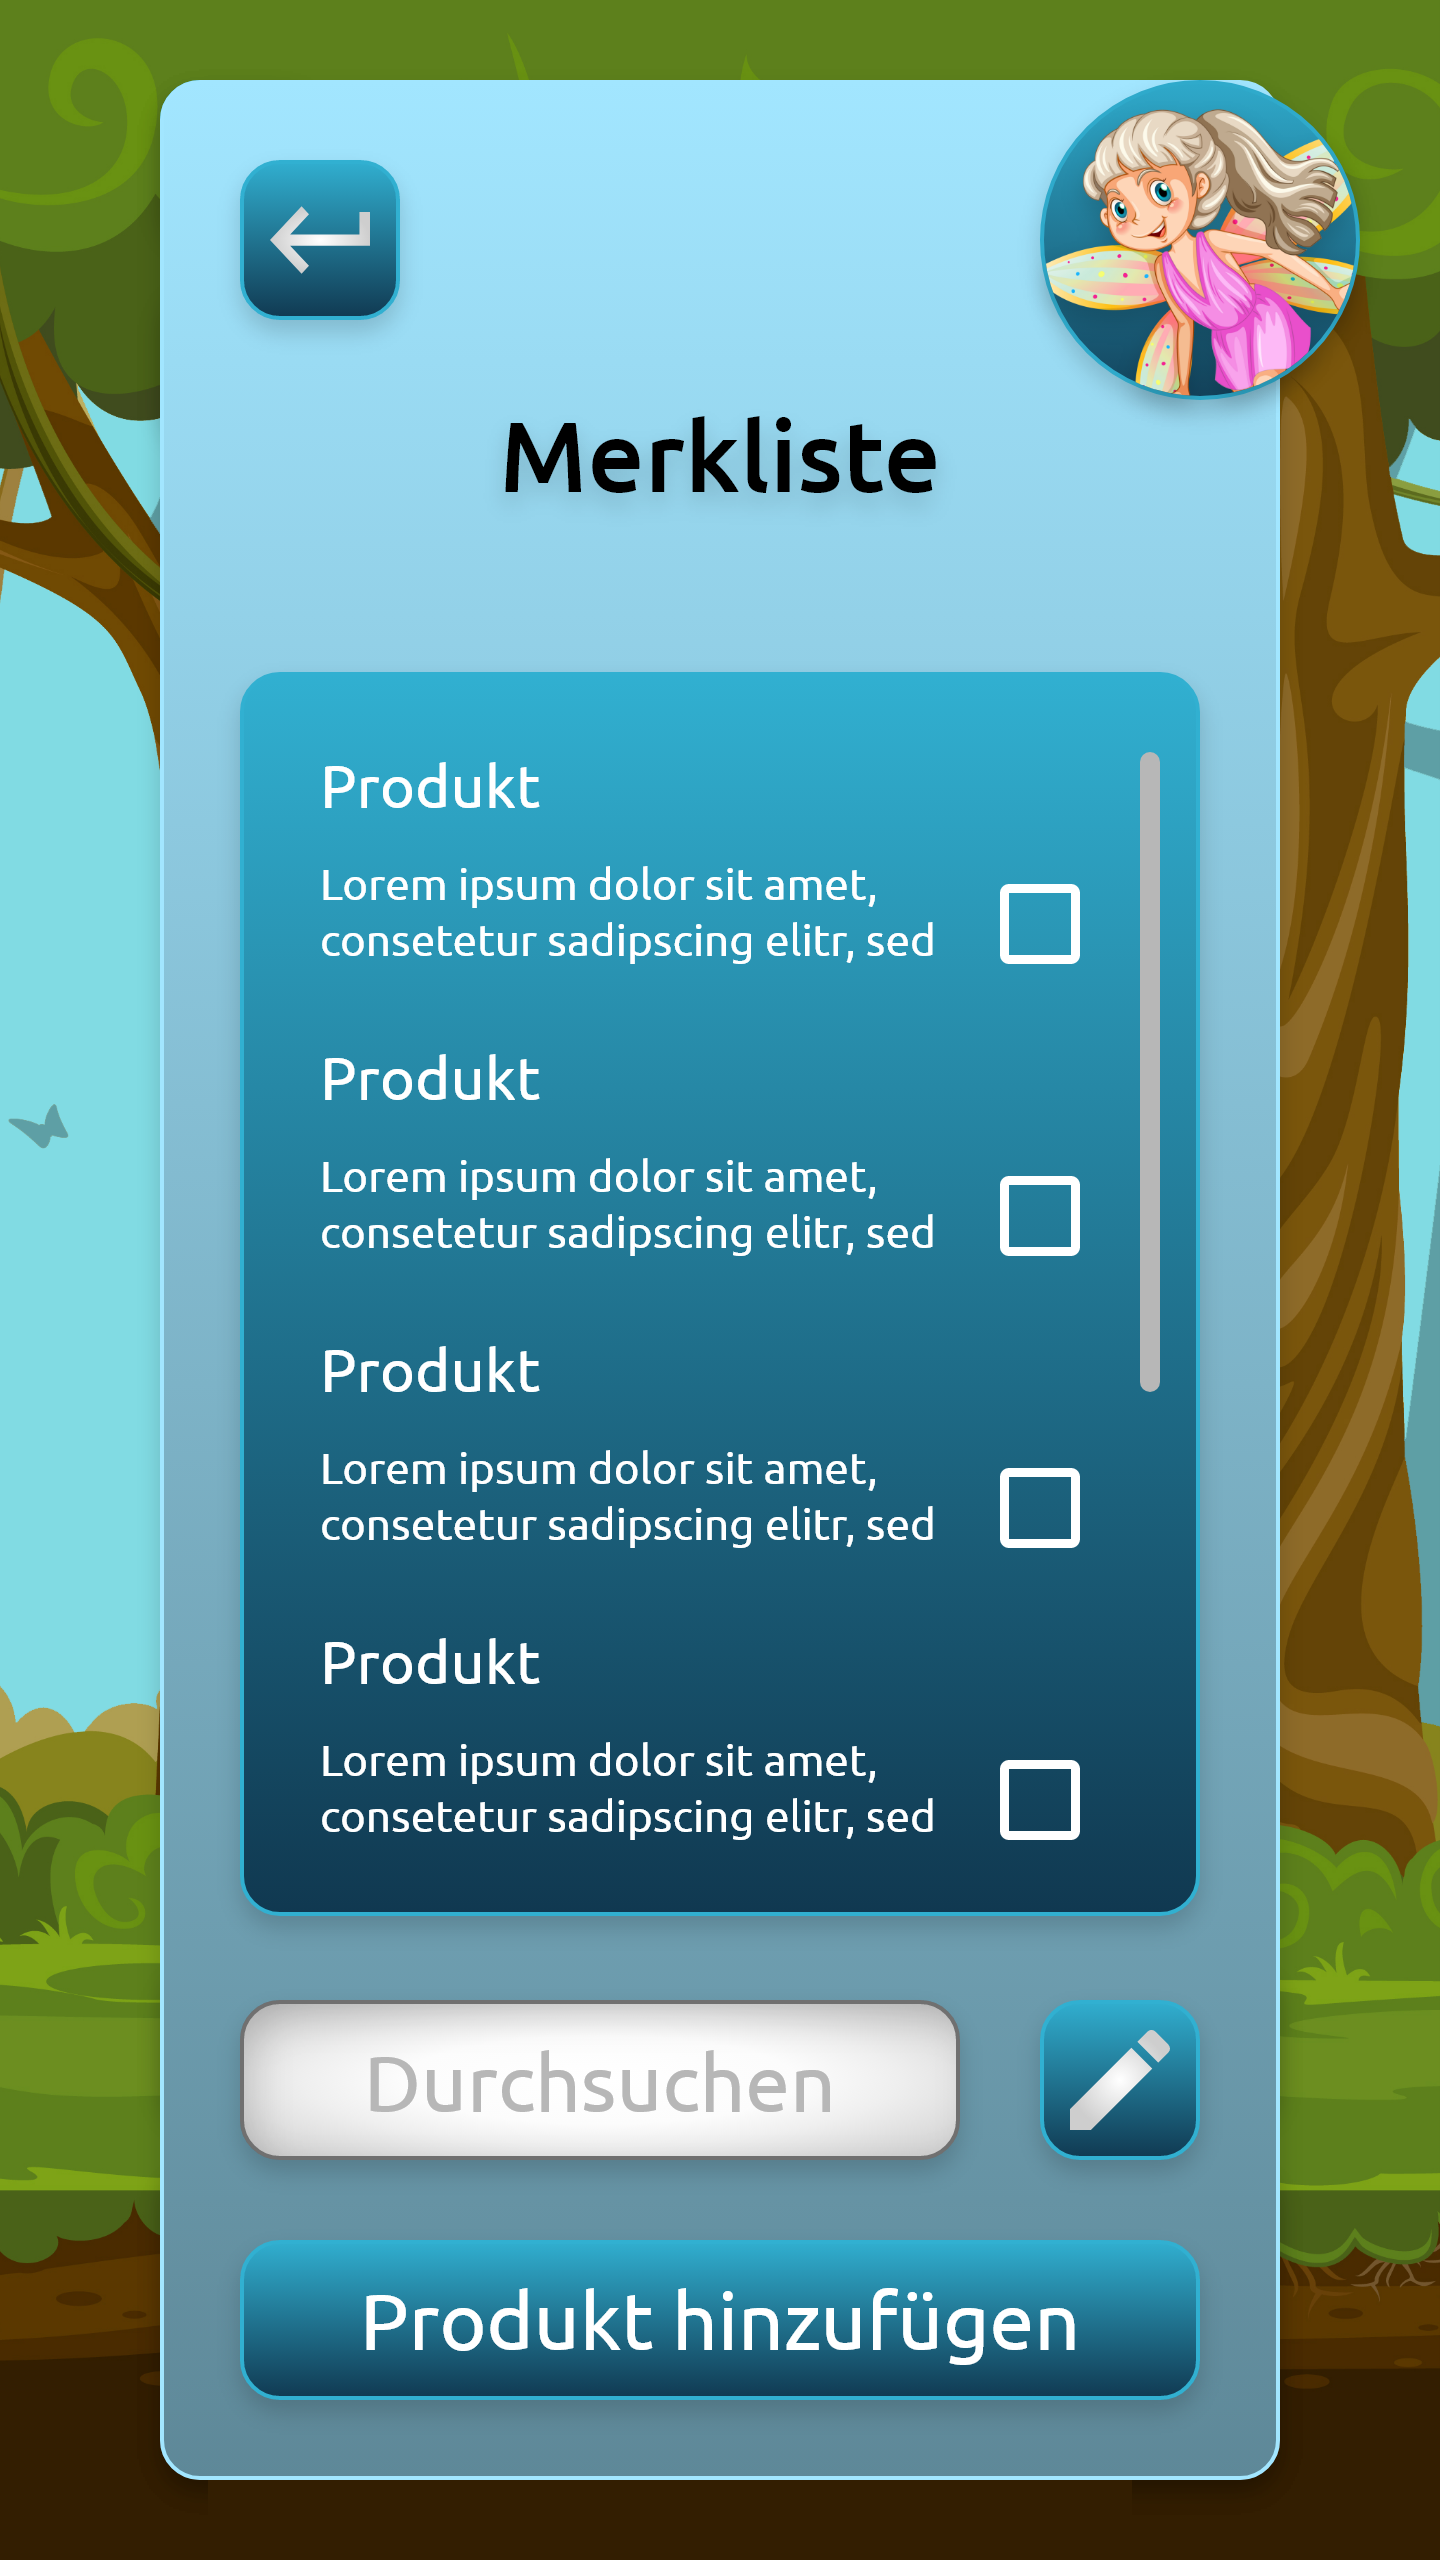 Merkliste
Produkt
Lorem ipsum dolor sit amet,
consetetur sadipscing elitr, sed
Produkt
Lorem ipsum dolor sit amet,
consetetur sadipscing elitr, sed
Produkt
Lorem ipsum dolor sit amet,
consetetur sadipscing elitr, sed
Produkt
Lorem ipsum dolor sit amet,
consetetur sadipscing elitr, sed
Durchsuchen
Produkt hinzufügen